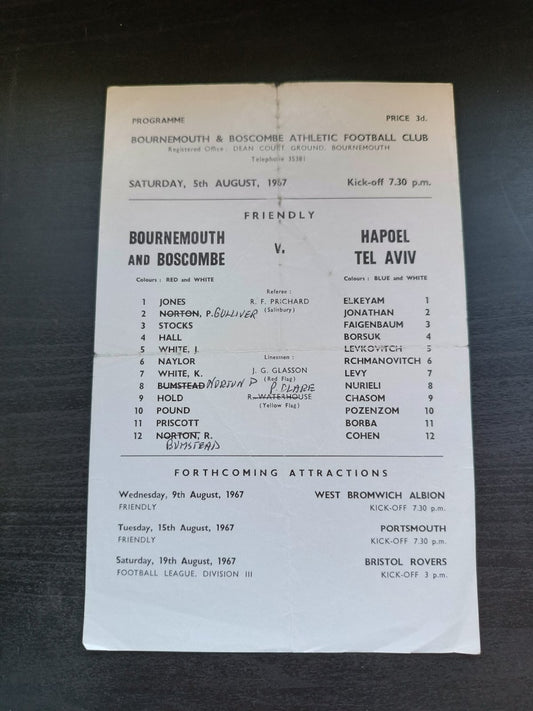 PROGRAMME PRICE 3d.
BOURNEMOUTH & BOSCOMBE ATHLETIC FOOTBALL CLUB
Registered Office : DEAN COURT GROUND, BOURNEMOUTH
Telephone 35381
SATURDAY, 5th AUGUST, 1967 Kick-off 7.30 p.m.
FRIENDLY
BOURNEMOUTH AND BOSCOMBE V. HAPOEL TEL AVIV
Colours : RED and WHITE Colours : BLUE and WHITE
Referee :
1 JONES R. F. PRICHARD ELKEYAM 1
2 NORTON, P. GULLIVER (Salisbury) JONATHAN 2
3 STOCKS FAIGENBAUM 3
4 HALL BORSUK 4
5 WHITE, J. LEVKOVITCH 5
Linesmen :
6 NAYLOR RCHMANOVITCH 6
7 WHITE, K. J. G. GLASSON LEVY 7
(Red Flag)
8 BUMSTEAD NORTON P P. CLARE NURIELI 8
9 HOLD R. WATERHOUSE CHASOM 9
(Yellow Flag)
10 POUND POZENZOM 10
11 PRISCOTT BORBA 11
12 NORTON, R. COHEN 12
BUMSTEAD
FORTHCOMING ATTRACTIONS
Wednesday, 9th August, 1967 WEST BROMWICH ALBION
FRIENDLY KICK-OFF 7.30 p.m.
Tuesday, 15th August, 1967 PORTSMOUTH
FRIENDLY KICK-OFF 7.30 p.m.
Saturday, 19th August, 1967 BRISTOL ROVERS
FOOTBALL LEAGUE, DIVISION III KICK-OFF 3 p.m.